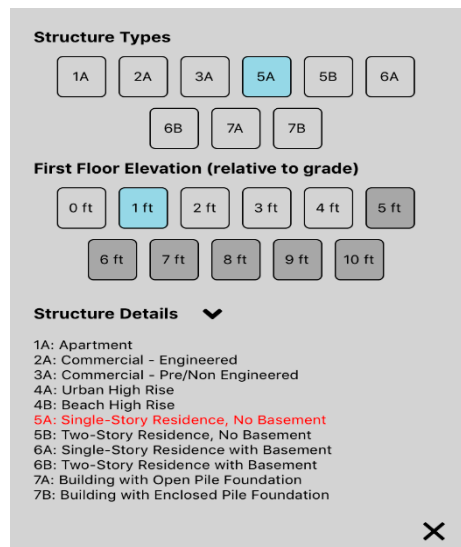 Structure Types
1A 2A 3A 5A 5B 6A
6B 7A 7B
First Floor Elevation (relative to grade)
0 ft 1 ft 2 ft 3 ft 4 ft 5 ft
6 ft 7 ft 8 ft 9 ft 10 ft
Structure Details
1A: Apartment
2A: Commercial - Engineered
3A: Commercial - Pre/Non Engineered
4A: Urban High Rise
4B: Beach High Rise
5A: Single-Story Residence, No Basement
5B: Two-Story Residence, No Basement
6A: Single-Story Residence with Basement
6B: Two-Story Residence with Basement
7A: Building with Open Pile Foundation
7B: Building with Enclosed Pile Foundation